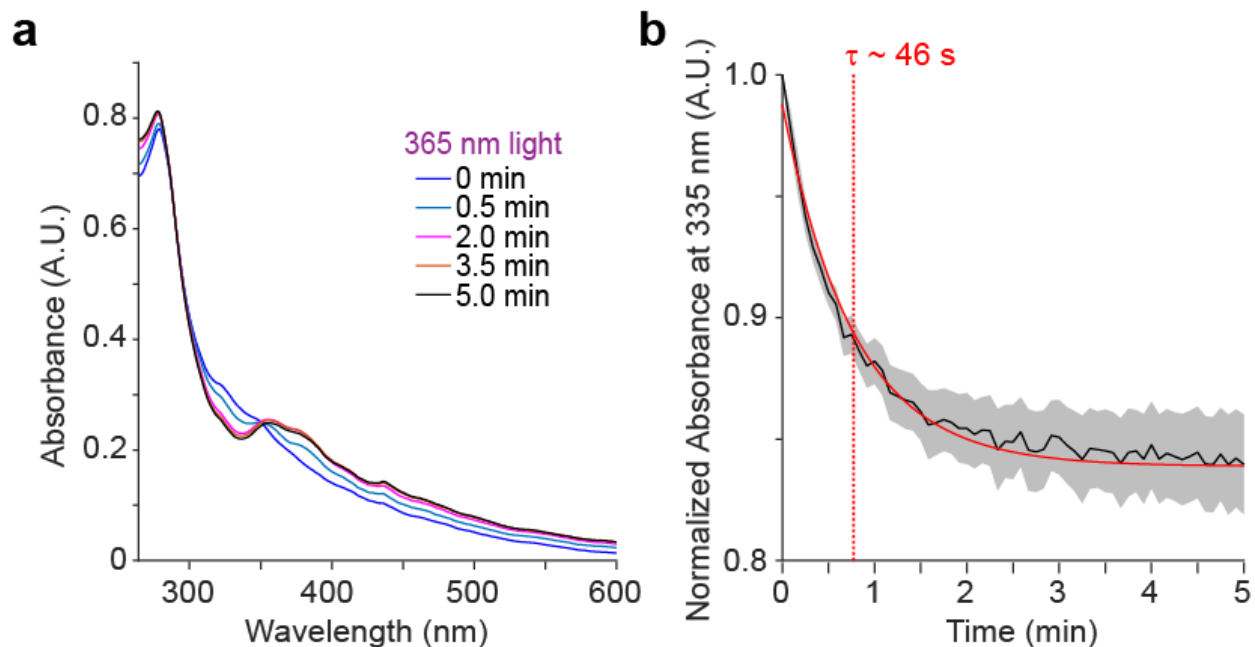 a
Absorbance (A.U.)
0.8
0.6
0.4
0.2
0
300
400
500
600
Wavelength (nm)
365 nm light
0 min
0.5 min
2.0 min
3.5 min
5.0 min
b
Normalized Absorbance at 335 nm (A.U.)
τ ~ 46 s
1.0
0.9
0.8
0
1
2
3
4
5
Time (min)